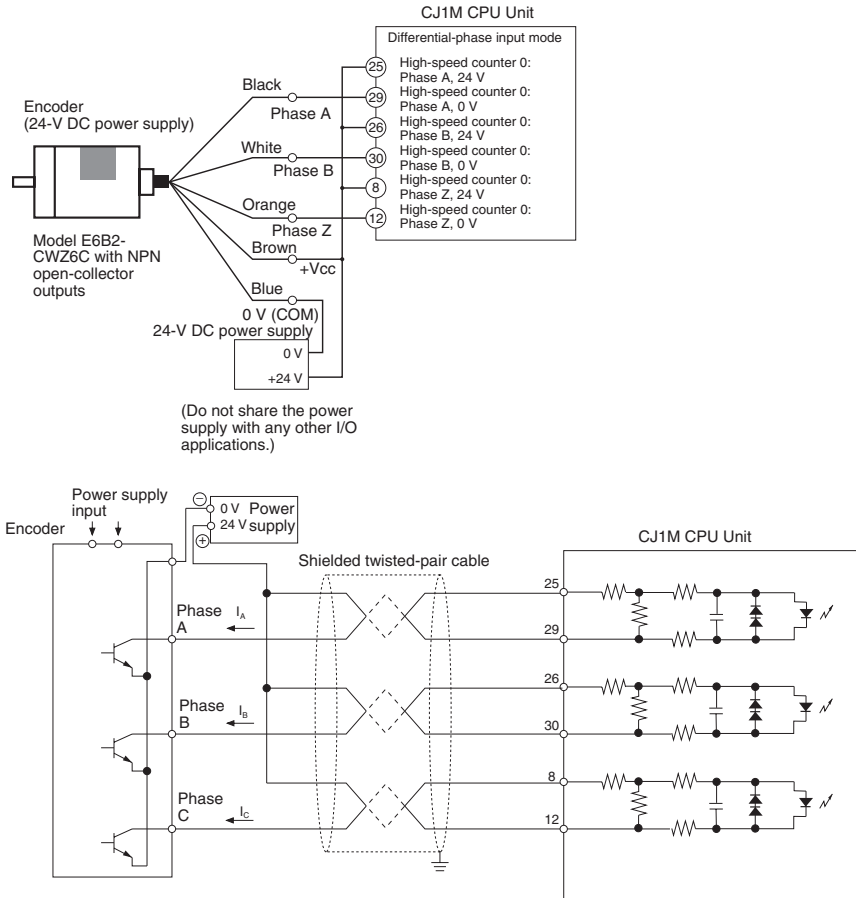 CJ1M CPU Unit
Differential-phase input mode
25
High-speed counter 0:
Phase A, 24 V
Black
29
High-speed counter 0:
Phase A, 0 V
Phase A
Encoder
(24-V DC power supply)
26
High-speed counter 0:
Phase B, 24 V
White
30
High-speed counter 0:
Phase B, 0 V
Phase B
8
High-speed counter 0:
Phase Z, 24 V
Orange
12
High-speed counter 0:
Phase Z, 0 V
Phase Z
Model E6B2-
CWZ6C with NPN
open-collector
outputs
Brown
+Vcc
Blue
0 V (COM)
24-V DC power supply
0 V
+24 V
(Do not share the power
supply with any other I/O
applications.)
Power supply
input
Encoder
0 V Power
24 V supply
Shielded twisted-pair cable
CJ1M CPU Unit
25
Phase
A
IA
29
26
Phase
B
IB
30
8
Phase
C
IC
12